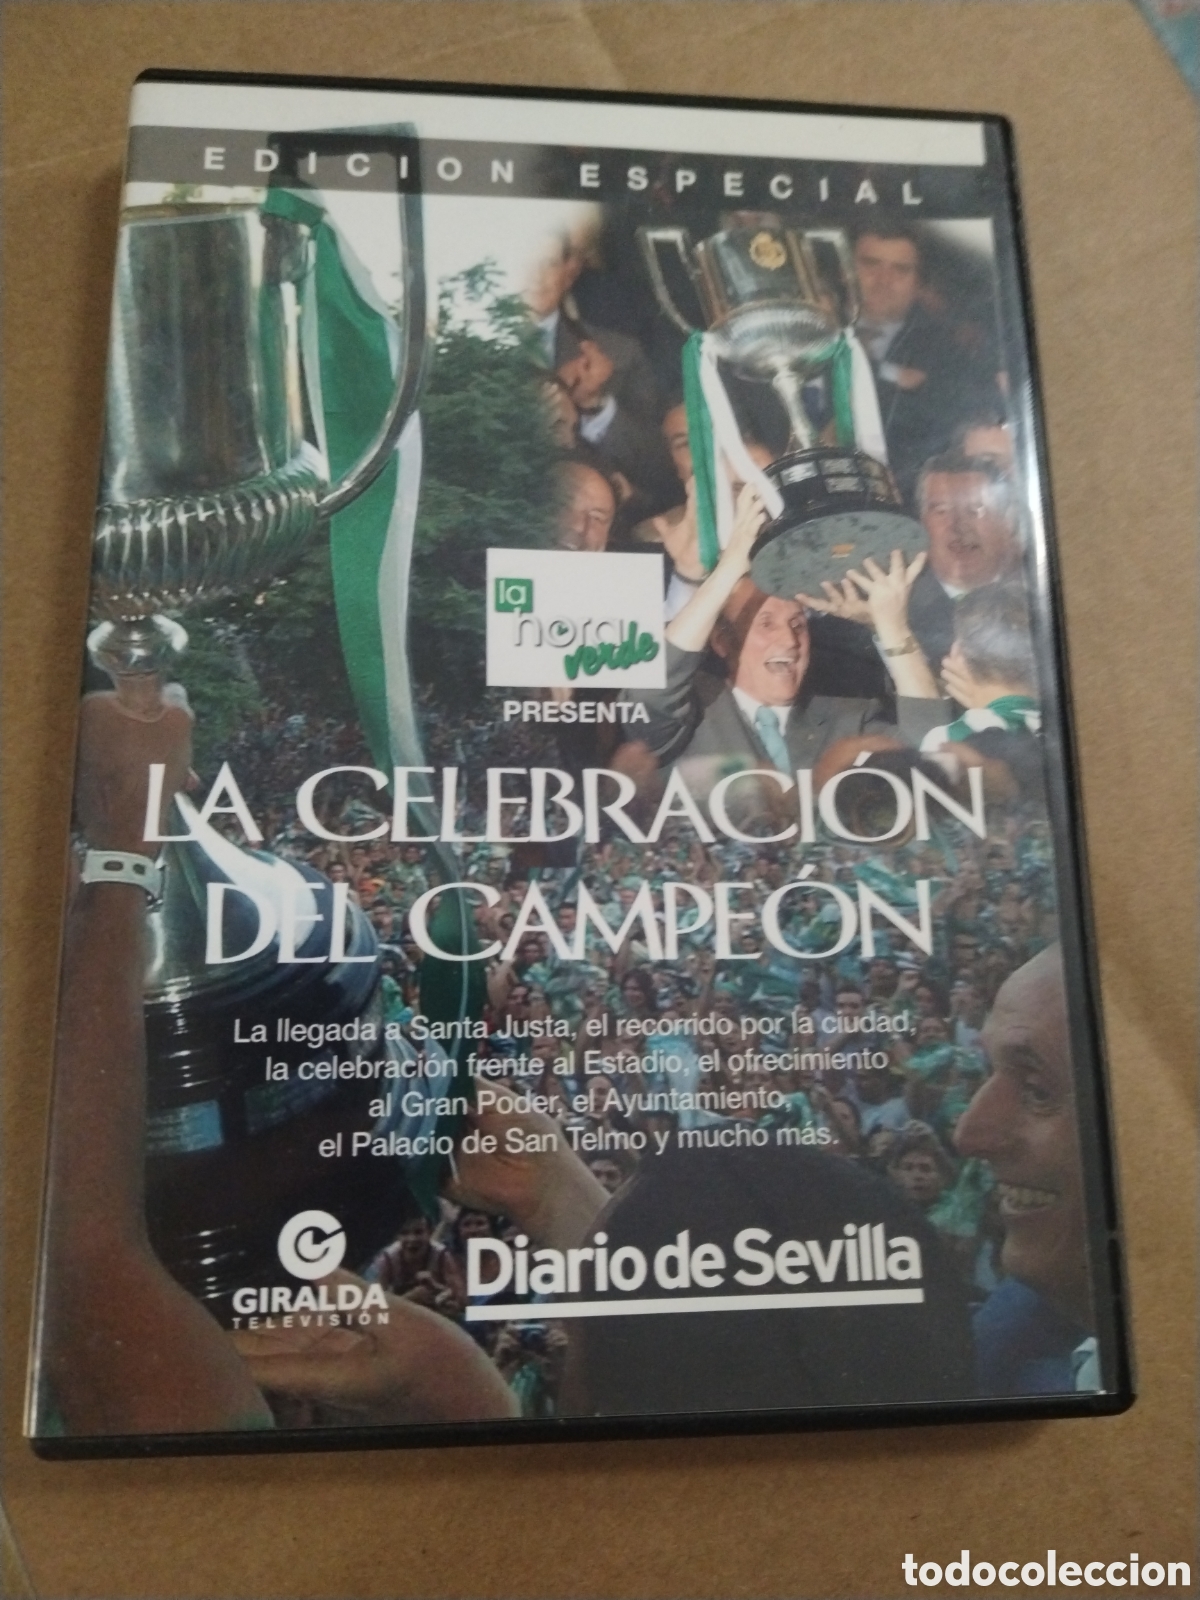 EDICION ESPECIAL
la
hora
verde
PRESENTA
LA CELEBRACIÓN
DEL CAMPEÓN
La llegada a Santa Justa, el recorrido por la ciudad,
la celebración frente al Estadio, el ofrecimiento
al Gran Poder, el Ayuntamiento,
el Palacio de San Telmo y mucho más.
GIRALDA
TELEVISIÓN
Diario de Sevilla
todocoleccion